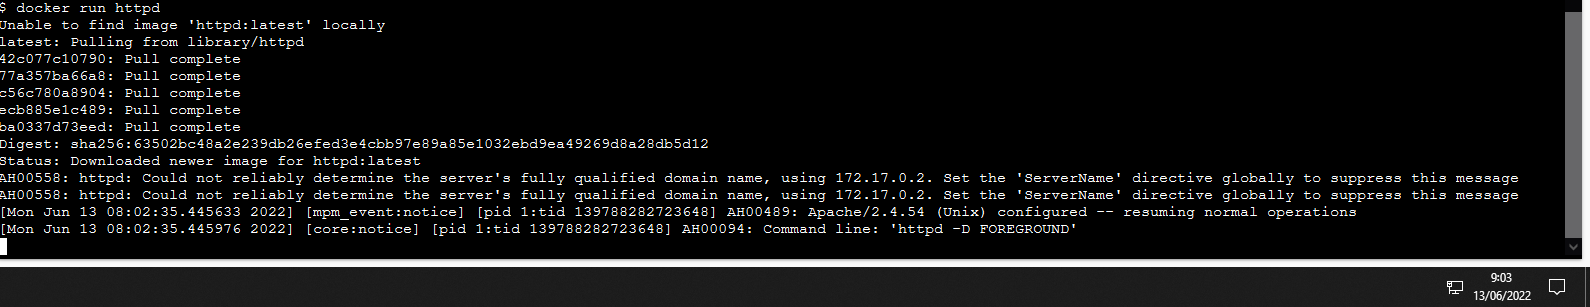 $ docker run httpd
Unable to find image 'httpd:latest' locally
latest: Pulling from library/httpd
42c077c10790: Pull complete
77a357ba66a8: Pull complete
c56c780a8904: Pull complete
ecb885e1c489: Pull complete
ba0337d73eed: Pull complete
Digest: sha256:63502bc48a2e239db26efed3e4cbb97e89a85e1032ebd9ea49269d8a28db5d12
Status: Downloaded newer image for httpd:latest
AH00558: httpd: Could not reliably determine the server's fully qualified domain name, using 172.17.0.2. Set the 'ServerName' directive globally to suppress this message
AH00558: httpd: Could not reliably determine the server's fully qualified domain name, using 172.17.0.2. Set the 'ServerName' directive globally to suppress this message
[Mon Jun 13 08:02:35.445633 2022] [mpm_event:notice] [pid 1:tid 139788282723648] AH00489: Apache/2.4.54 (Unix) configured -- resuming normal operations
[Mon Jun 13 08:02:35.445976 2022] [core:notice] [pid 1:tid 139788282723648] AH00094: Command line: 'httpd -D FOREGROUND'
9:03
13/06/2022